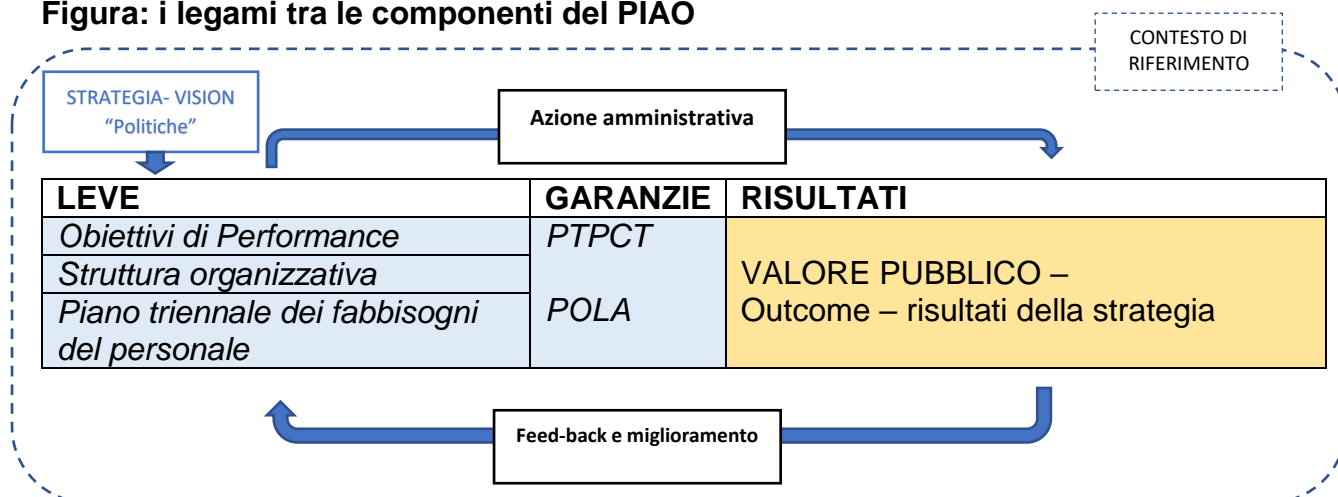 Figura: i legami tra le componenti del PIAO
CONTESTO DI
RIFERIMENTO
STRATEGIA- VISION
“Politiche”
Azione amministrativa
LEVE
GARANZIE
RISULTATI
Obiettivi di Performance
Struttura organizzativa
Piano triennale dei fabbisogni
del personale
PTPCT
POLA
VALORE PUBBLICO –
Outcome – risultati della strategia
Feed-back e miglioramento